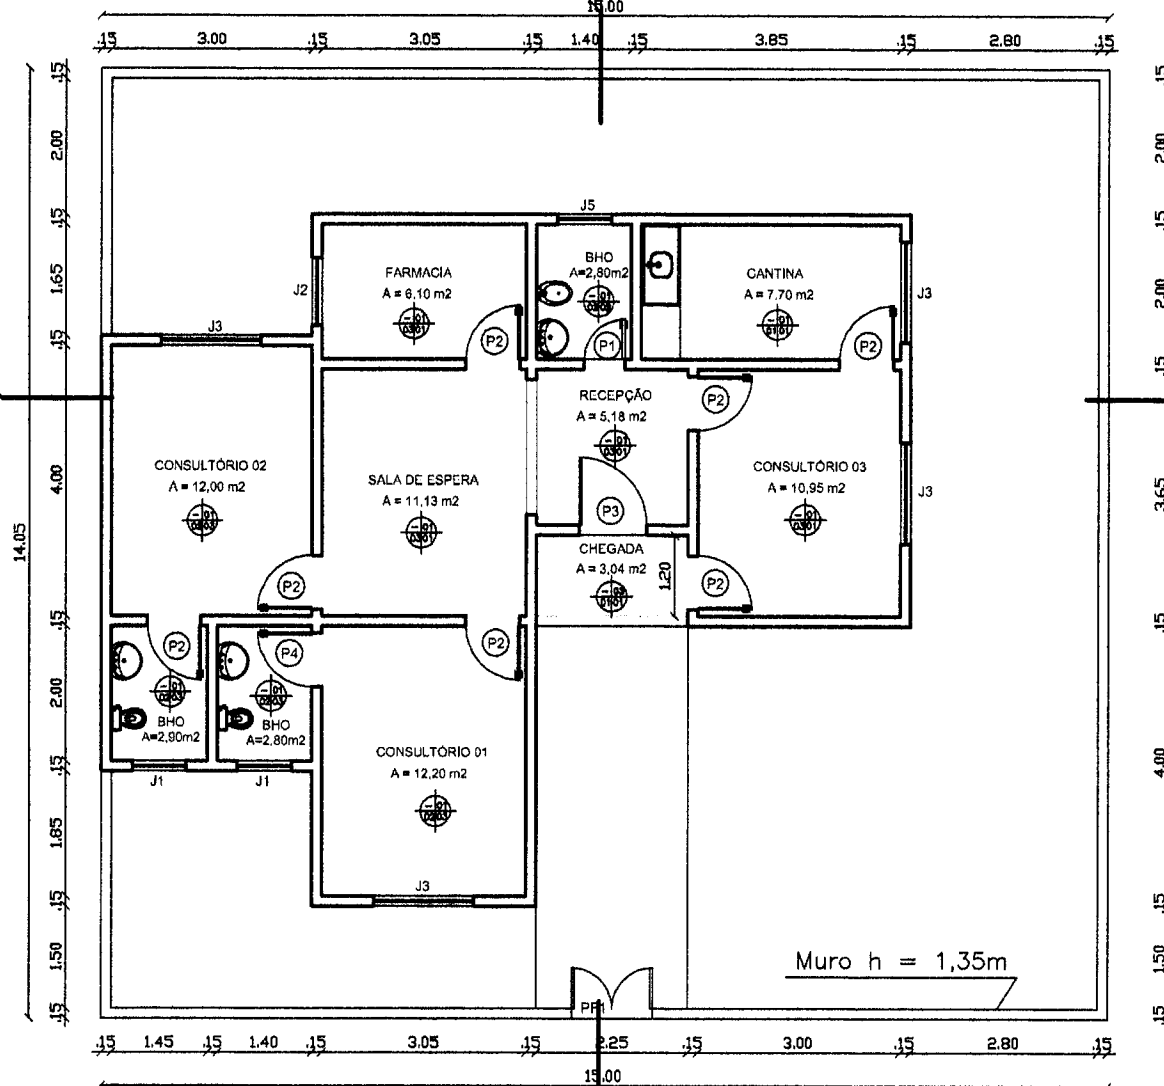 15.00
.15 3.00 .15 3.05 .15 1.40 .15 3.85 .15 2.80 .15
.15
2.00
.15
1.65
.15
4.00
.15
2.00
.15
1.85
.15
1.50
.15
14.05
.15
2.00
.15
2.00
.15
3.65
.15
4.00
.15
1.50
.15
J5
BHO
A=2,80m2
FARMACIA
A = 6,10 m2
J2
P2
P1
CANTINA
A = 7,70 m2
J3
P2
J3
RECEPÇÃO
A = 5,18 m2
P2
CONSULTÓRIO 02
A = 12,00 m2
SALA DE ESPERA
A = 11,13 m2
CONSULTÓRIO 03
A = 10,95 m2
J3
P3
CHEGADA
A = 3,04 m2
1.20
P2
P2
P2
P4
P2
BHO
A=2,90m2
BHO
A=2,80m2
J1
J1
CONSULTÓRIO 01
A = 12,20 m2
J3
Muro h = 1,35m
.15 1.45 .15 1.40 .15 3.05 .15 2.25 .15 3.00 .15 2.80 .15
15.00